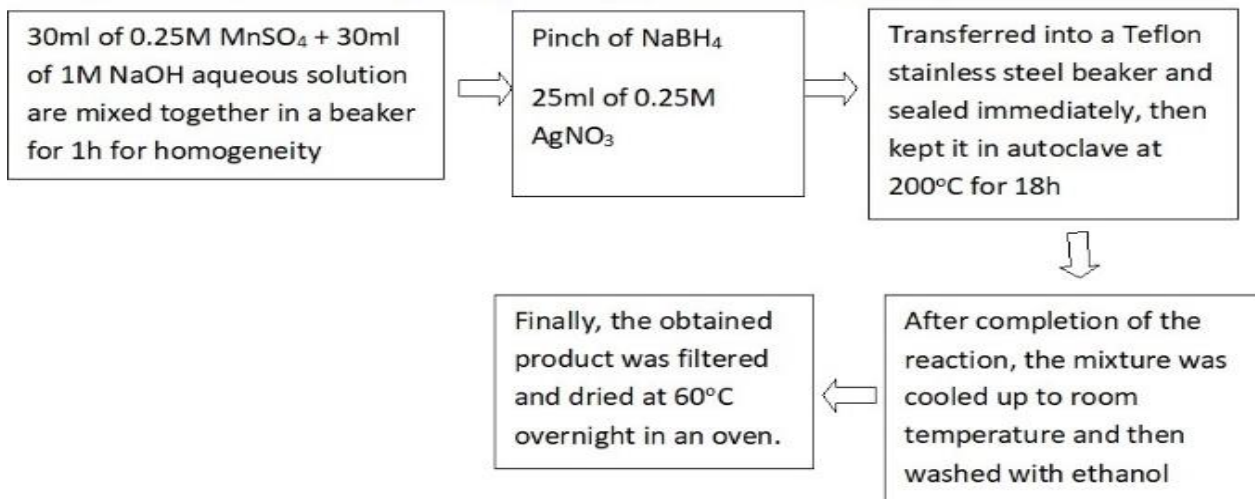 30ml of 0.25M MnSO₄ + 30ml
of 1M NaOH aqueous solution
are mixed together in a beaker
for 1h for homogeneity
Pinch of NaBH₄
25ml of 0.25M
AgNO₃
Transferred into a Teflon
stainless steel beaker and
sealed immediately, then
kept it in autoclave at
200°C for 18h
After completion of the
reaction, the mixture was
cooled up to room
temperature and then
washed with ethanol
Finally, the obtained
product was filtered
and dried at 60°C
overnight in an oven.